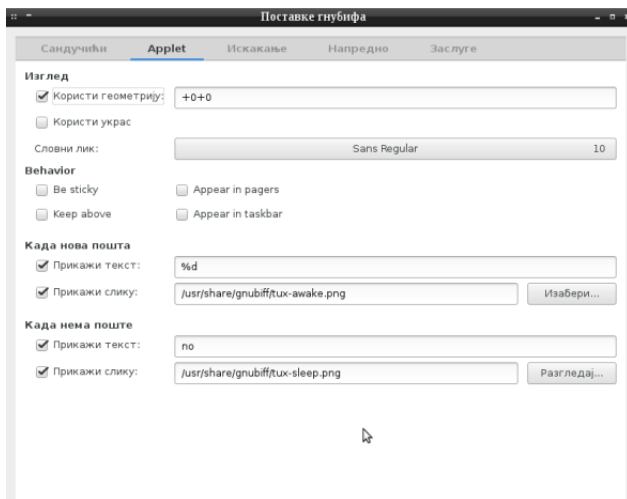 Поставке гнубифа
Сандучићи Applet Искакање Напредно Заслуге
Изглед
Користи геометрију: +0+0
Користи украс
Словни лик: Sans Regular 10
Behavior
Be sticky Appear in pagers
Keep above Appear in taskbar
Када нова пошта
Прикажи текст: %d
Прикажи слику: /usr/share/gnubiff/tux-awake.png Изабери...
Када нема поште
Прикажи текст: no
Прикажи слику: /usr/share/gnubiff/tux-sleep.png Разгледај...